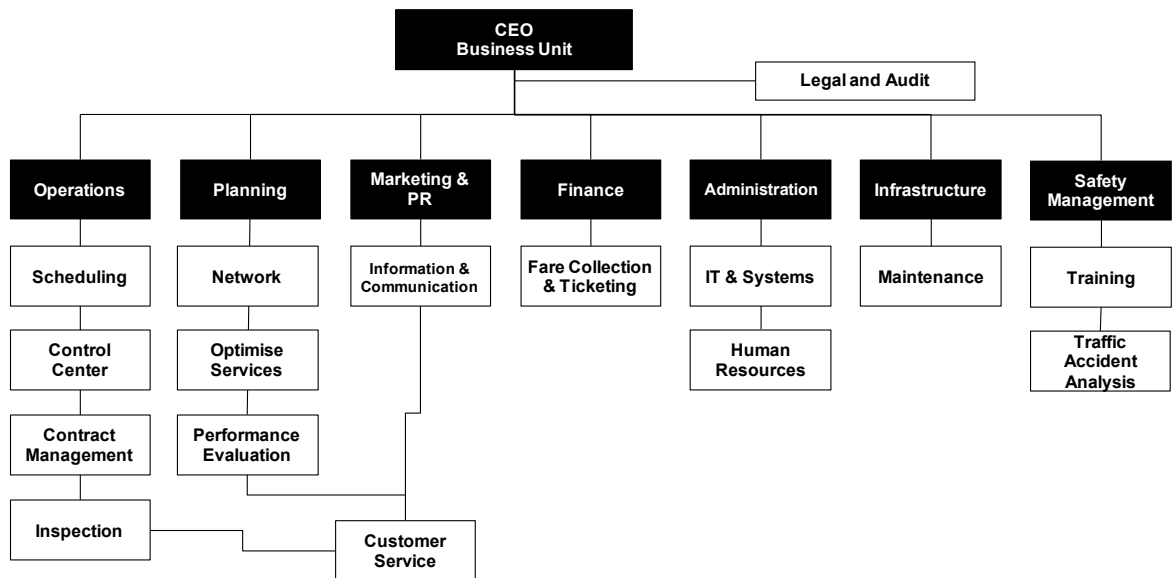 CEO
Business Unit
Legal and Audit
Operations
Planning
Marketing &
PR
Finance
Administration
Infrastructure
Safety
Management
Scheduling
Network
Information &
Communication
Fare Collection
& Ticketing
IT & Systems
Maintenance
Training
Control
Center
Optimise
Services
Human
Resources
Traffic
Accident
Analysis
Contract
Management
Performance
Evaluation
Inspection
Customer
Service